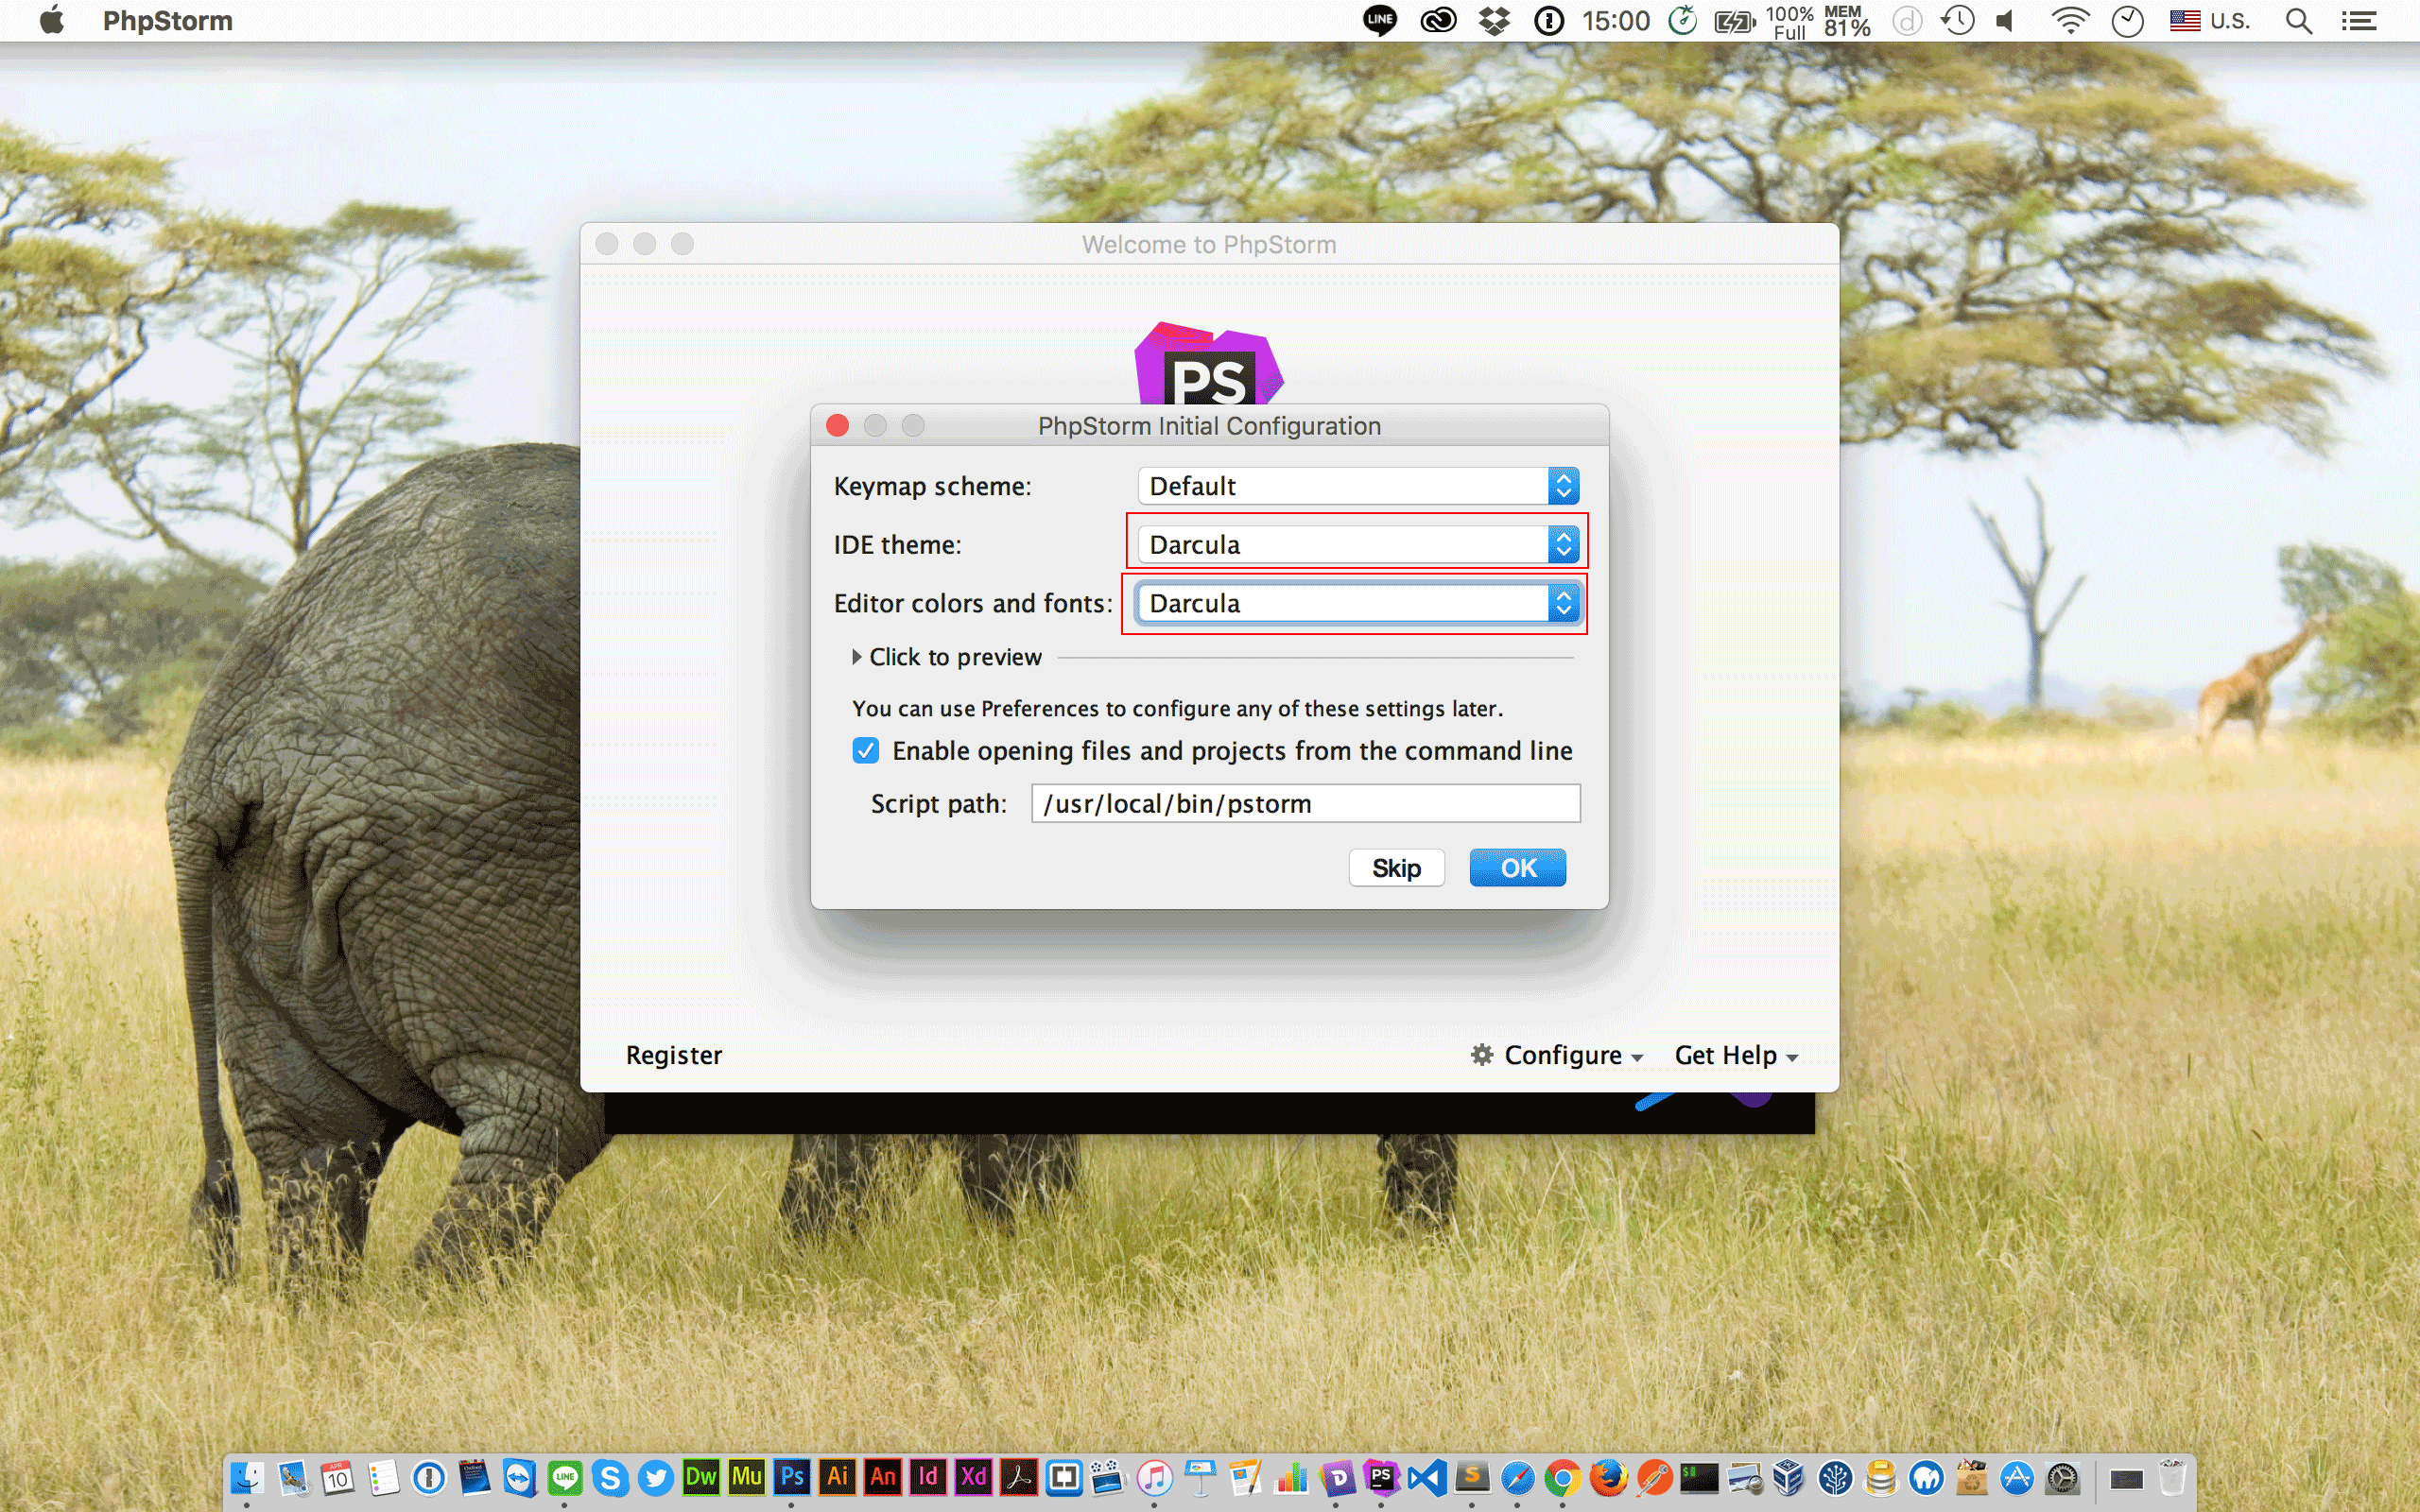 PhpStorm
LINE
15:00
100%
Full
MEM
81%
U.S.
Welcome to PhpStorm
PS
PhpStorm Initial Configuration
Keymap scheme: Default
IDE theme: Darcula
Editor colors and fonts: Darcula
Click to preview
You can use Preferences to configure any of these settings later.
Enable opening files and projects from the command line
Script path: /usr/local/bin/pstorm
Skip OK
Register Configure Get Help
APR
10
LINE
Dw Mu Ps Ai An Id Xd
PS